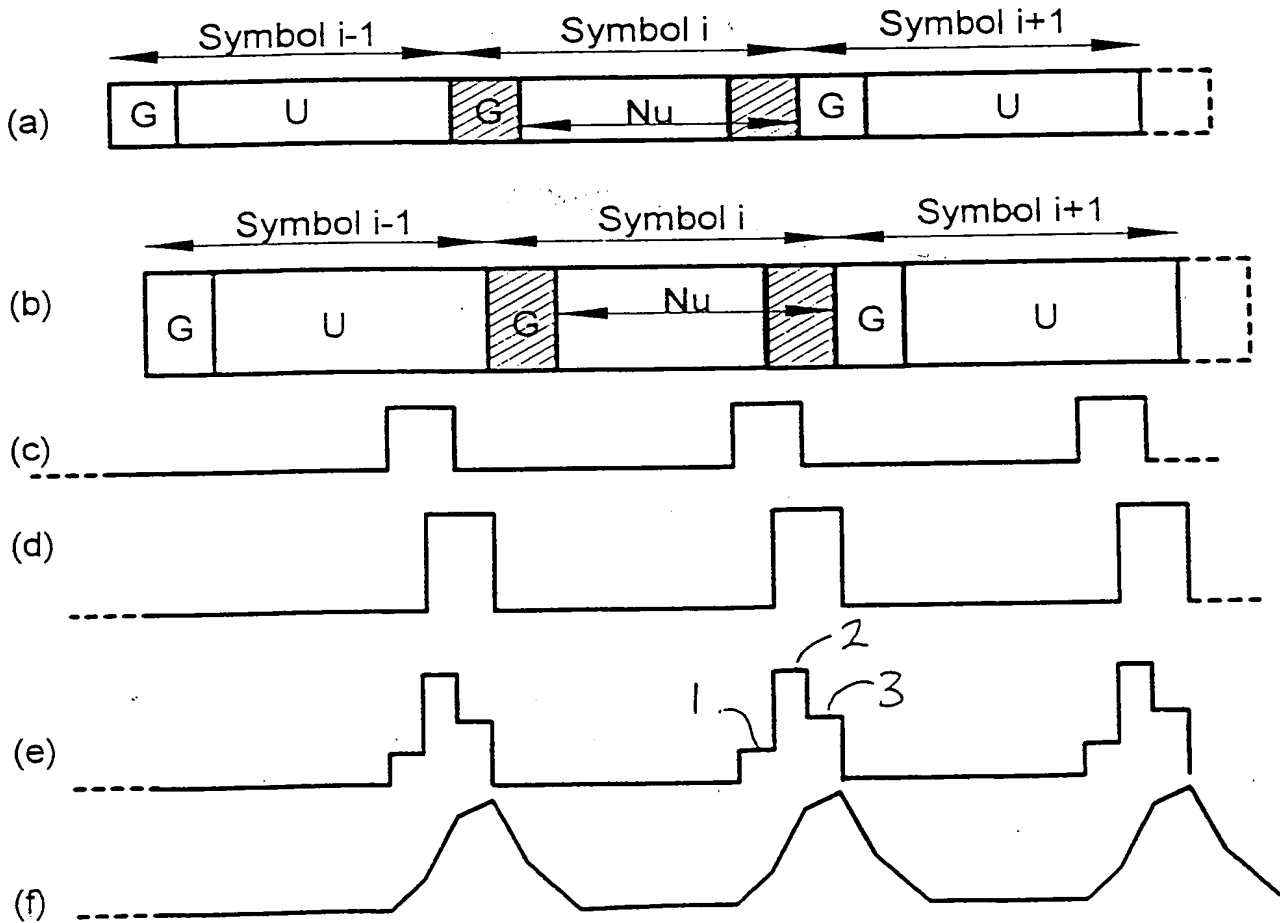 Symbol i-1 Symbol i Symbol i+1
(a) G U G Nu G U
Symbol i-1 Symbol i Symbol i+1
(b) G U G Nu G U
(c)
(d)
2
1 3
(e)
(f)